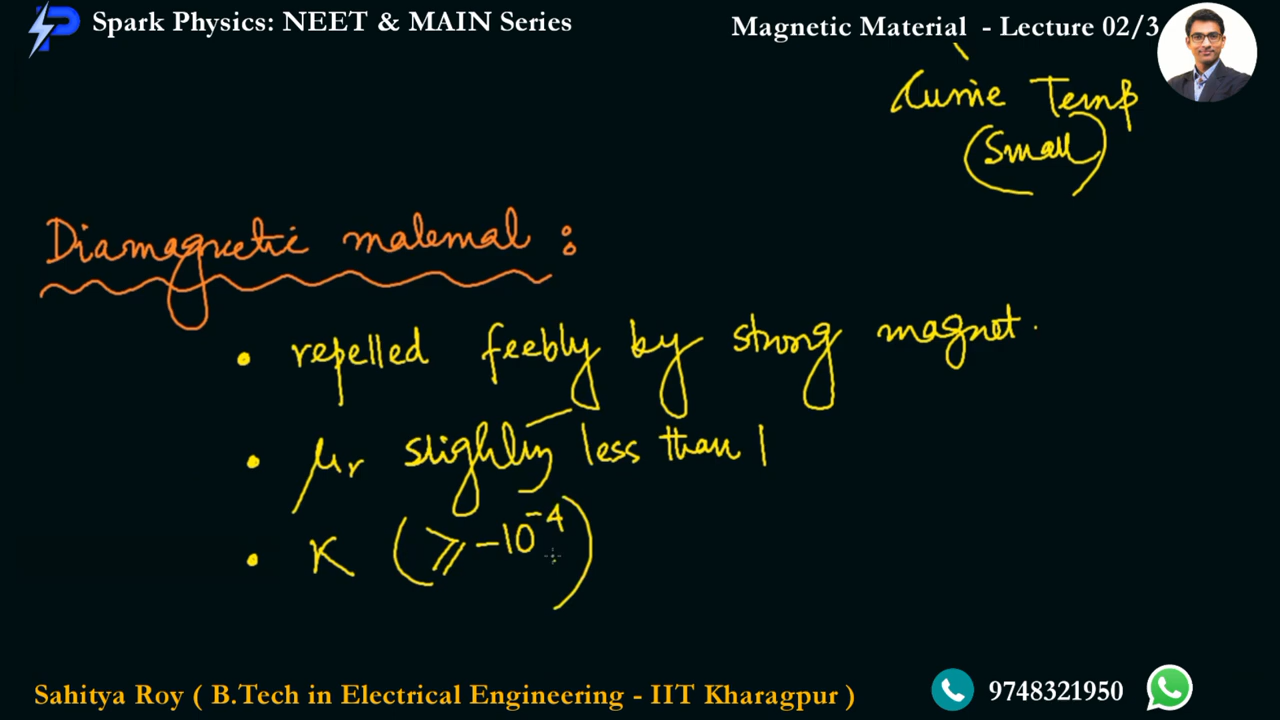 Spark Physics: NEET & MAIN Series
Magnetic Material - Lecture 02/3
Curie Temp
(Small)
Diamagnetic material :
• repelled feebly by strong magnet.
• μr slighly less than 1
• K (⩾ -10⁻⁴)
Sahitya Roy ( B.Tech in Electrical Engineering - IIT Kharagpur )
9748321950